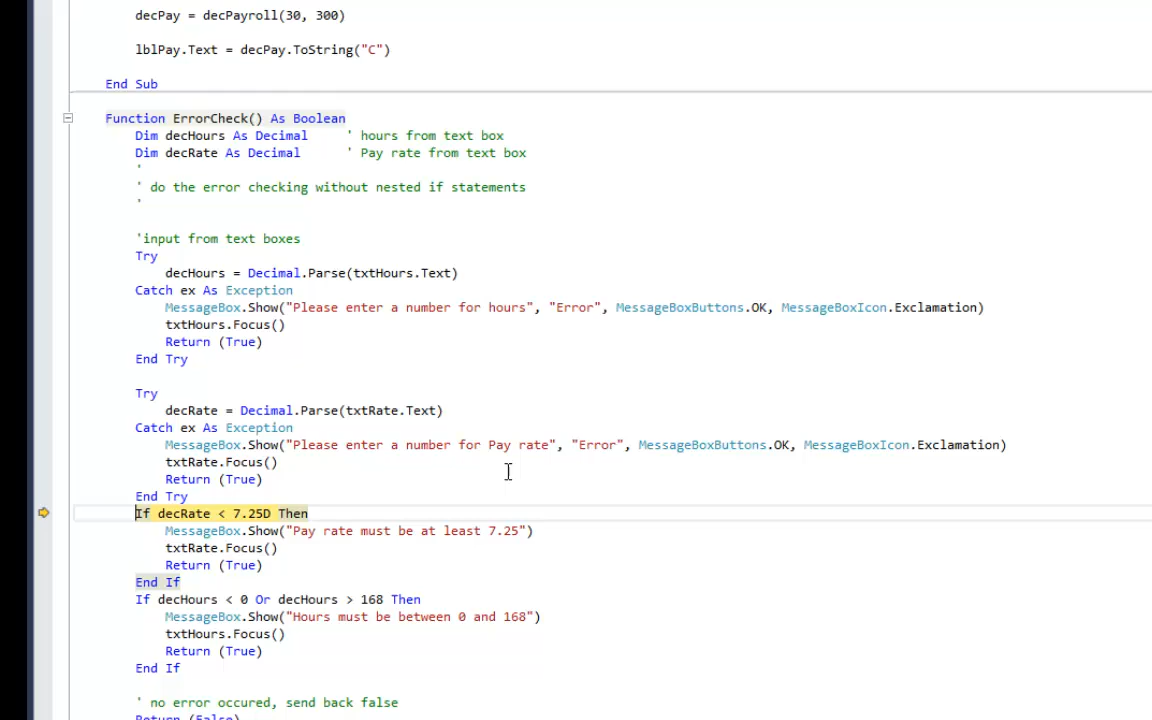 decPay = decPayroll(30, 300)
lblPay.Text = decPay.ToString("C")
End Sub
Function ErrorCheck() As Boolean
Dim decHours As Decimal ' hours from text box
Dim decRate As Decimal ' Pay rate from text box
'
' do the error checking without nested if statements
'
'input from text boxes
Try
decHours = Decimal.Parse(txtHours.Text)
Catch ex As Exception
MessageBox.Show("Please enter a number for hours", "Error", MessageBoxButtons.OK, MessageBoxIcon.Exclamation)
txtHours.Focus()
Return (True)
End Try
Try
decRate = Decimal.Parse(txtRate.Text)
Catch ex As Exception
MessageBox.Show("Please enter a number for Pay rate", "Error", MessageBoxButtons.OK, MessageBoxIcon.Exclamation)
txtRate.Focus()
Return (True)
End Try
If decRate < 7.25D Then
MessageBox.Show("Pay rate must be at least 7.25")
txtRate.Focus()
Return (True)
End If
If decHours < 0 Or decHours > 168 Then
MessageBox.Show("Hours must be between 0 and 168")
txtHours.Focus()
Return (True)
End If
' no error occured, send back false
Return (False)